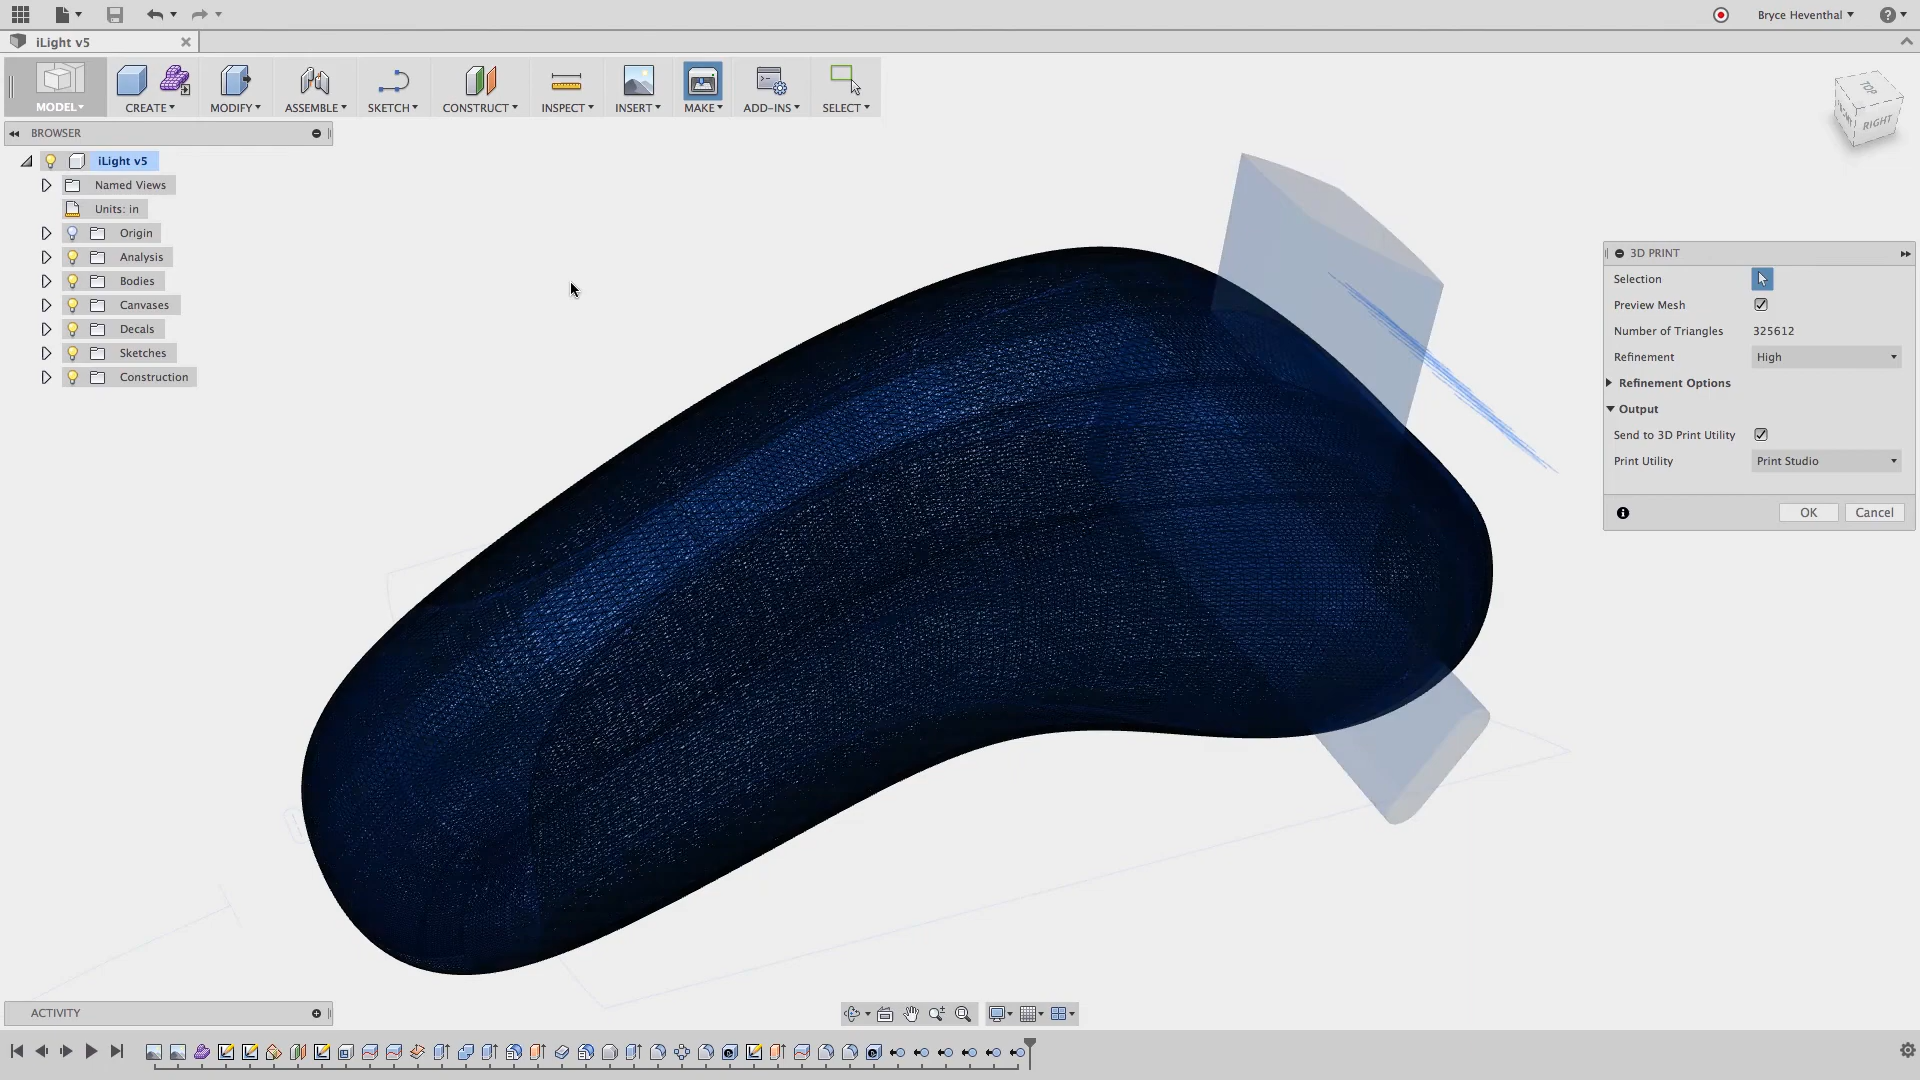 Bryce Heventhal
iLight v5
MODEL
CREATE
MODIFY
ASSEMBLE
SKETCH
CONSTRUCT
INSPECT
INSERT
MAKE
ADD-INS
SELECT
TOP
RIGHT
BROWSER
iLight v5
Named Views
Units: in
Origin
Analysis
Bodies
Canvases
Decals
Sketches
Construction
3D PRINT
Selection
Preview Mesh
Number of Triangles 325612
Refinement High
Refinement Options
Output
Send to 3D Print Utility
Print Utility Print Studio
OK Cancel
ACTIVITY